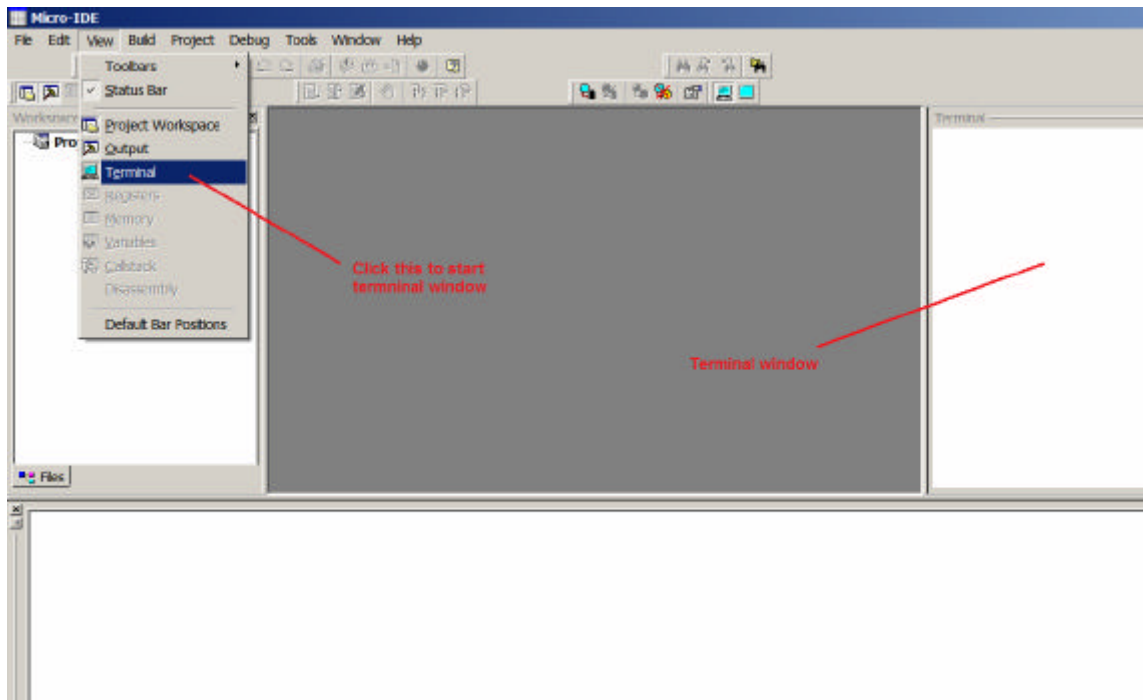 Micro-IDE
File Edit View Build Project Debug Tools Window Help
Toolbars
Status Bar
Workspace
Terminal
Project Workspace
Pro
Output
Terminal
Registers
Memory
Variables
Callstack
Disassembly
Default Bar Positions
Click this to start
termninal window
Terminal window
Files